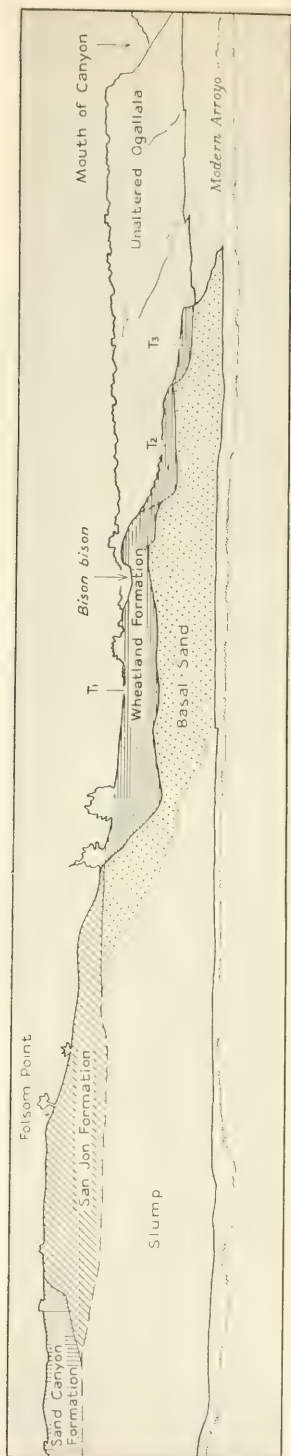 Folsom Point
Sand Canyon
Formation
San Jon Formation
Slump
T₁
Bison bison
Wheatland Formation
Basal Sand
T₂
T₃
Mouth of Canyon
Unaltered Ogallala
Modern Arroyo